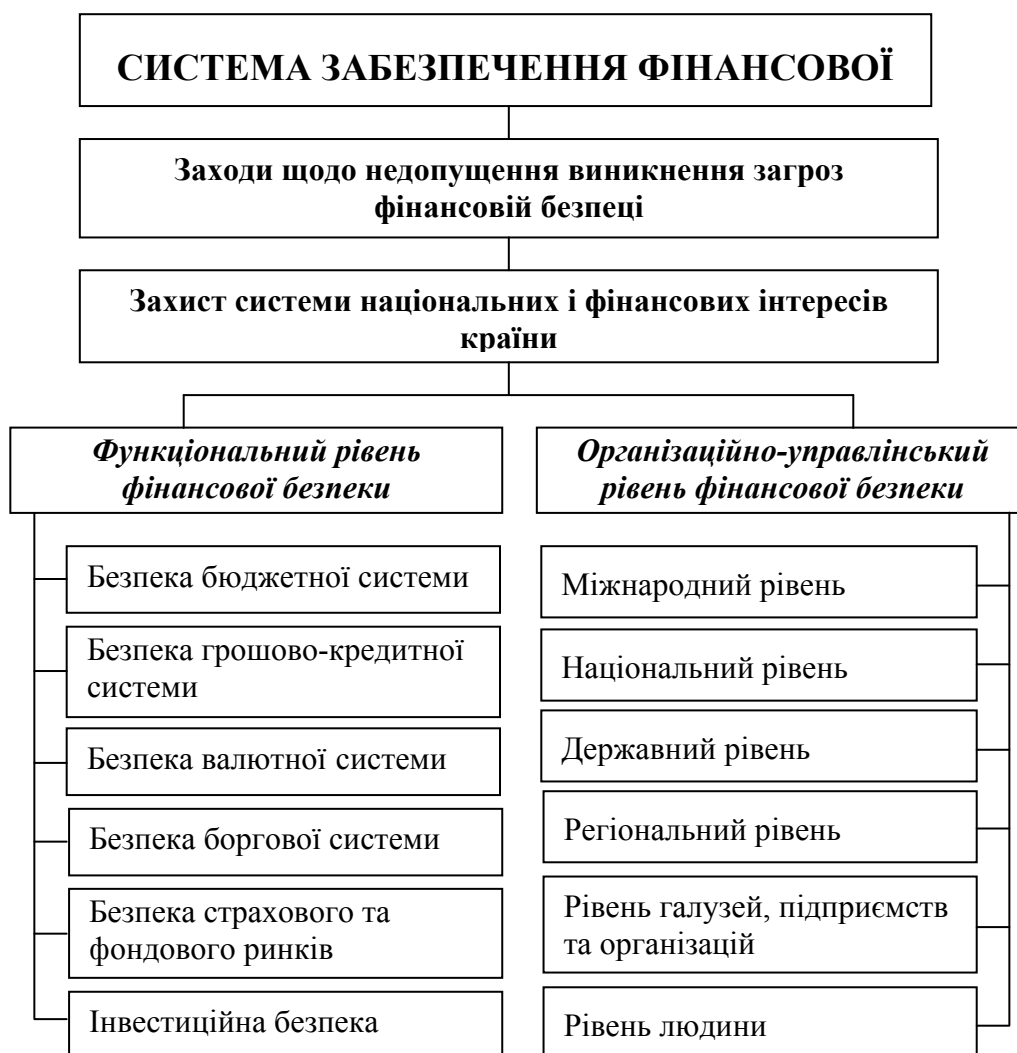 СИСТЕМА ЗАБЕЗПЕЧЕННЯ ФІНАНСОВОЇ
Заходи щодо недопущення виникнення загроз
фінансовій безпеці
Захист системи національних і фінансових інтересів
країни
Функціональний рівень
фінансової безпеки
Безпека бюджетної системи
Безпека грошово-кредитної
системи
Безпека валютної системи
Безпека боргової системи
Безпека страхового та
фондового ринків
Інвестиційна безпека
Організаційно-управлінський
рівень фінансової безпеки
Міжнародний рівень
Національний рівень
Державний рівень
Регіональний рівень
Рівень галузей, підприємств
та організацій
Рівень людини